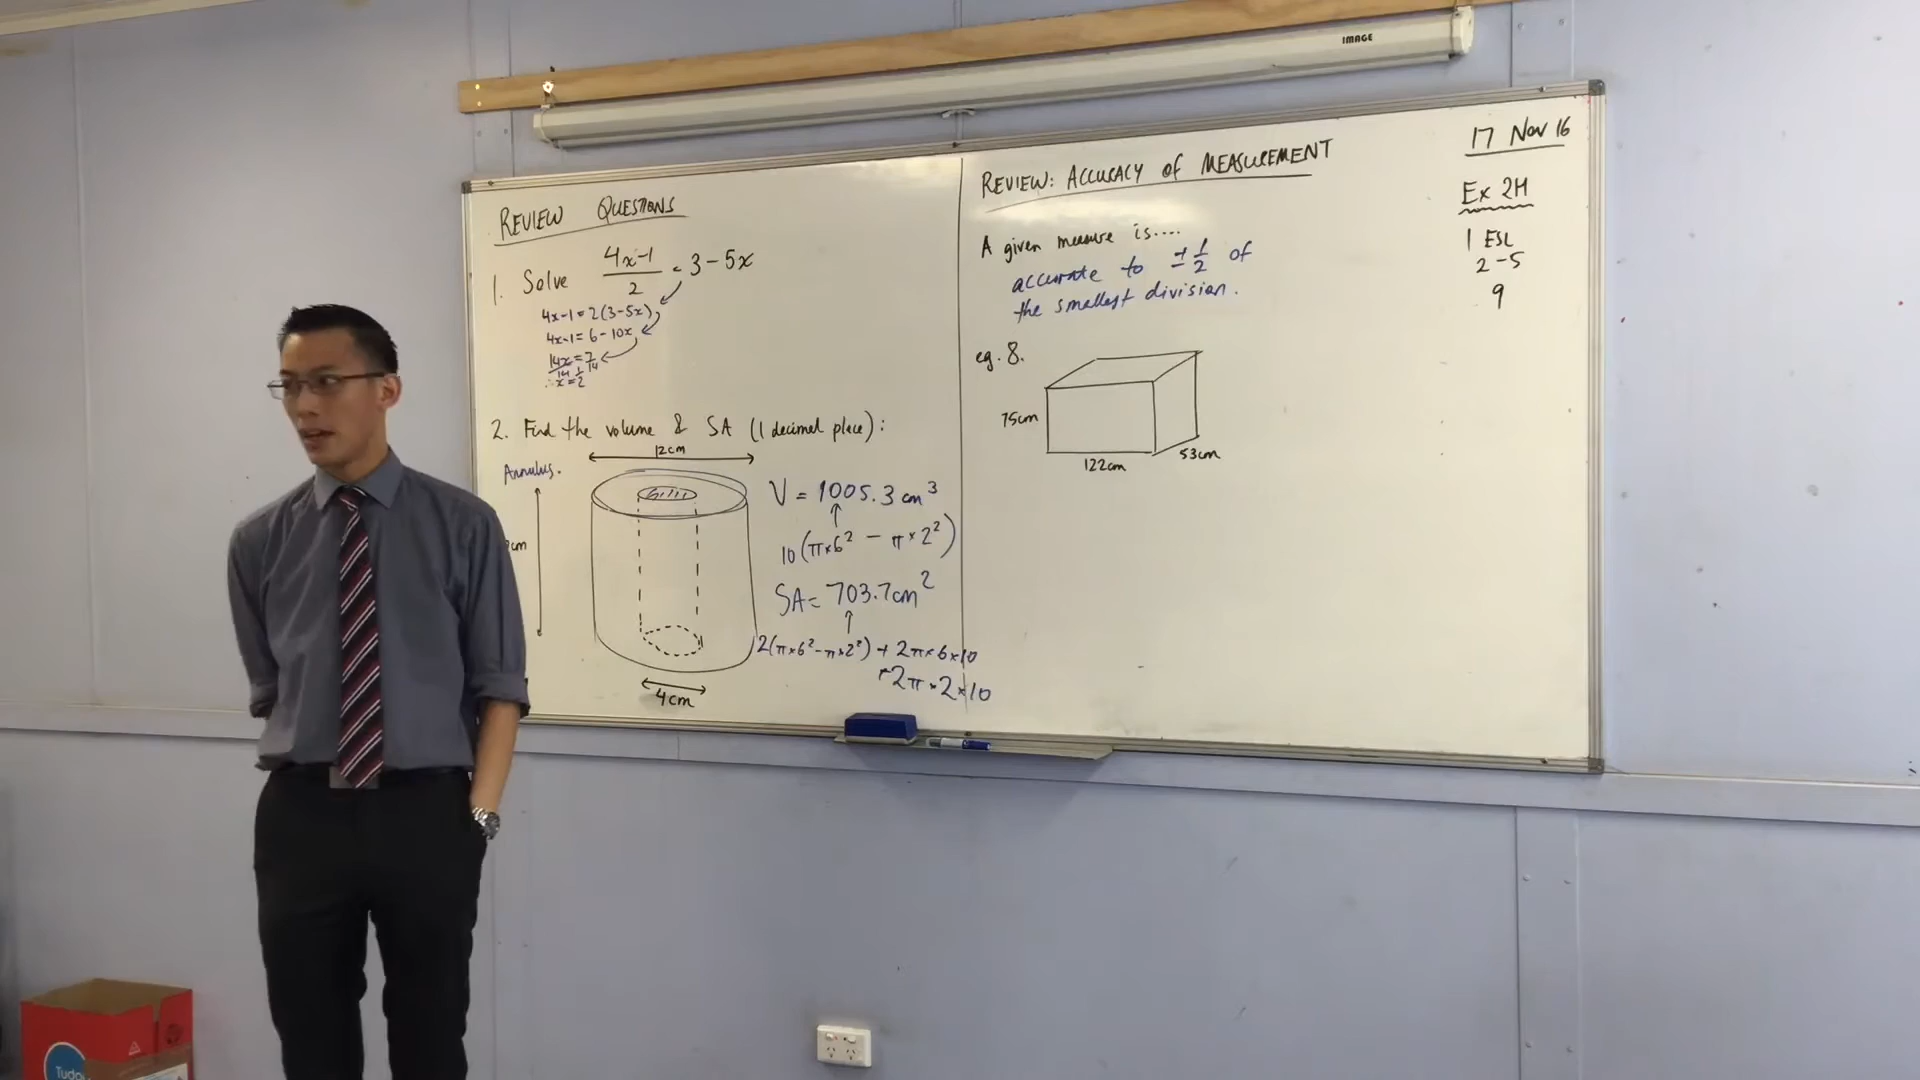 IMAGE
REVIEW QUESTIONS
1. Solve 4x-1/2 = 3-5x
4x-1=2(3-5x)
4x-1=6-10x
14x=7
14 14
∴x=1/2
2. Find the volume & SA (1 decimal place):
Annulus.
12cm
cm
4cm
V = 1005.3cm³
10(π×6² - π×2²)
SA= 703.7cm²
2(π×6²-π×2²) + 2π×6×10
+2π×2×10
REVIEW: ACCURACY of MEASUREMENT
A given measure is....
accurate to ±1/2 of
the smallest division.
eg. 8.
75cm
122cm
53cm
17 Nov 16
Ex 2H
1 ESL
2-5
9